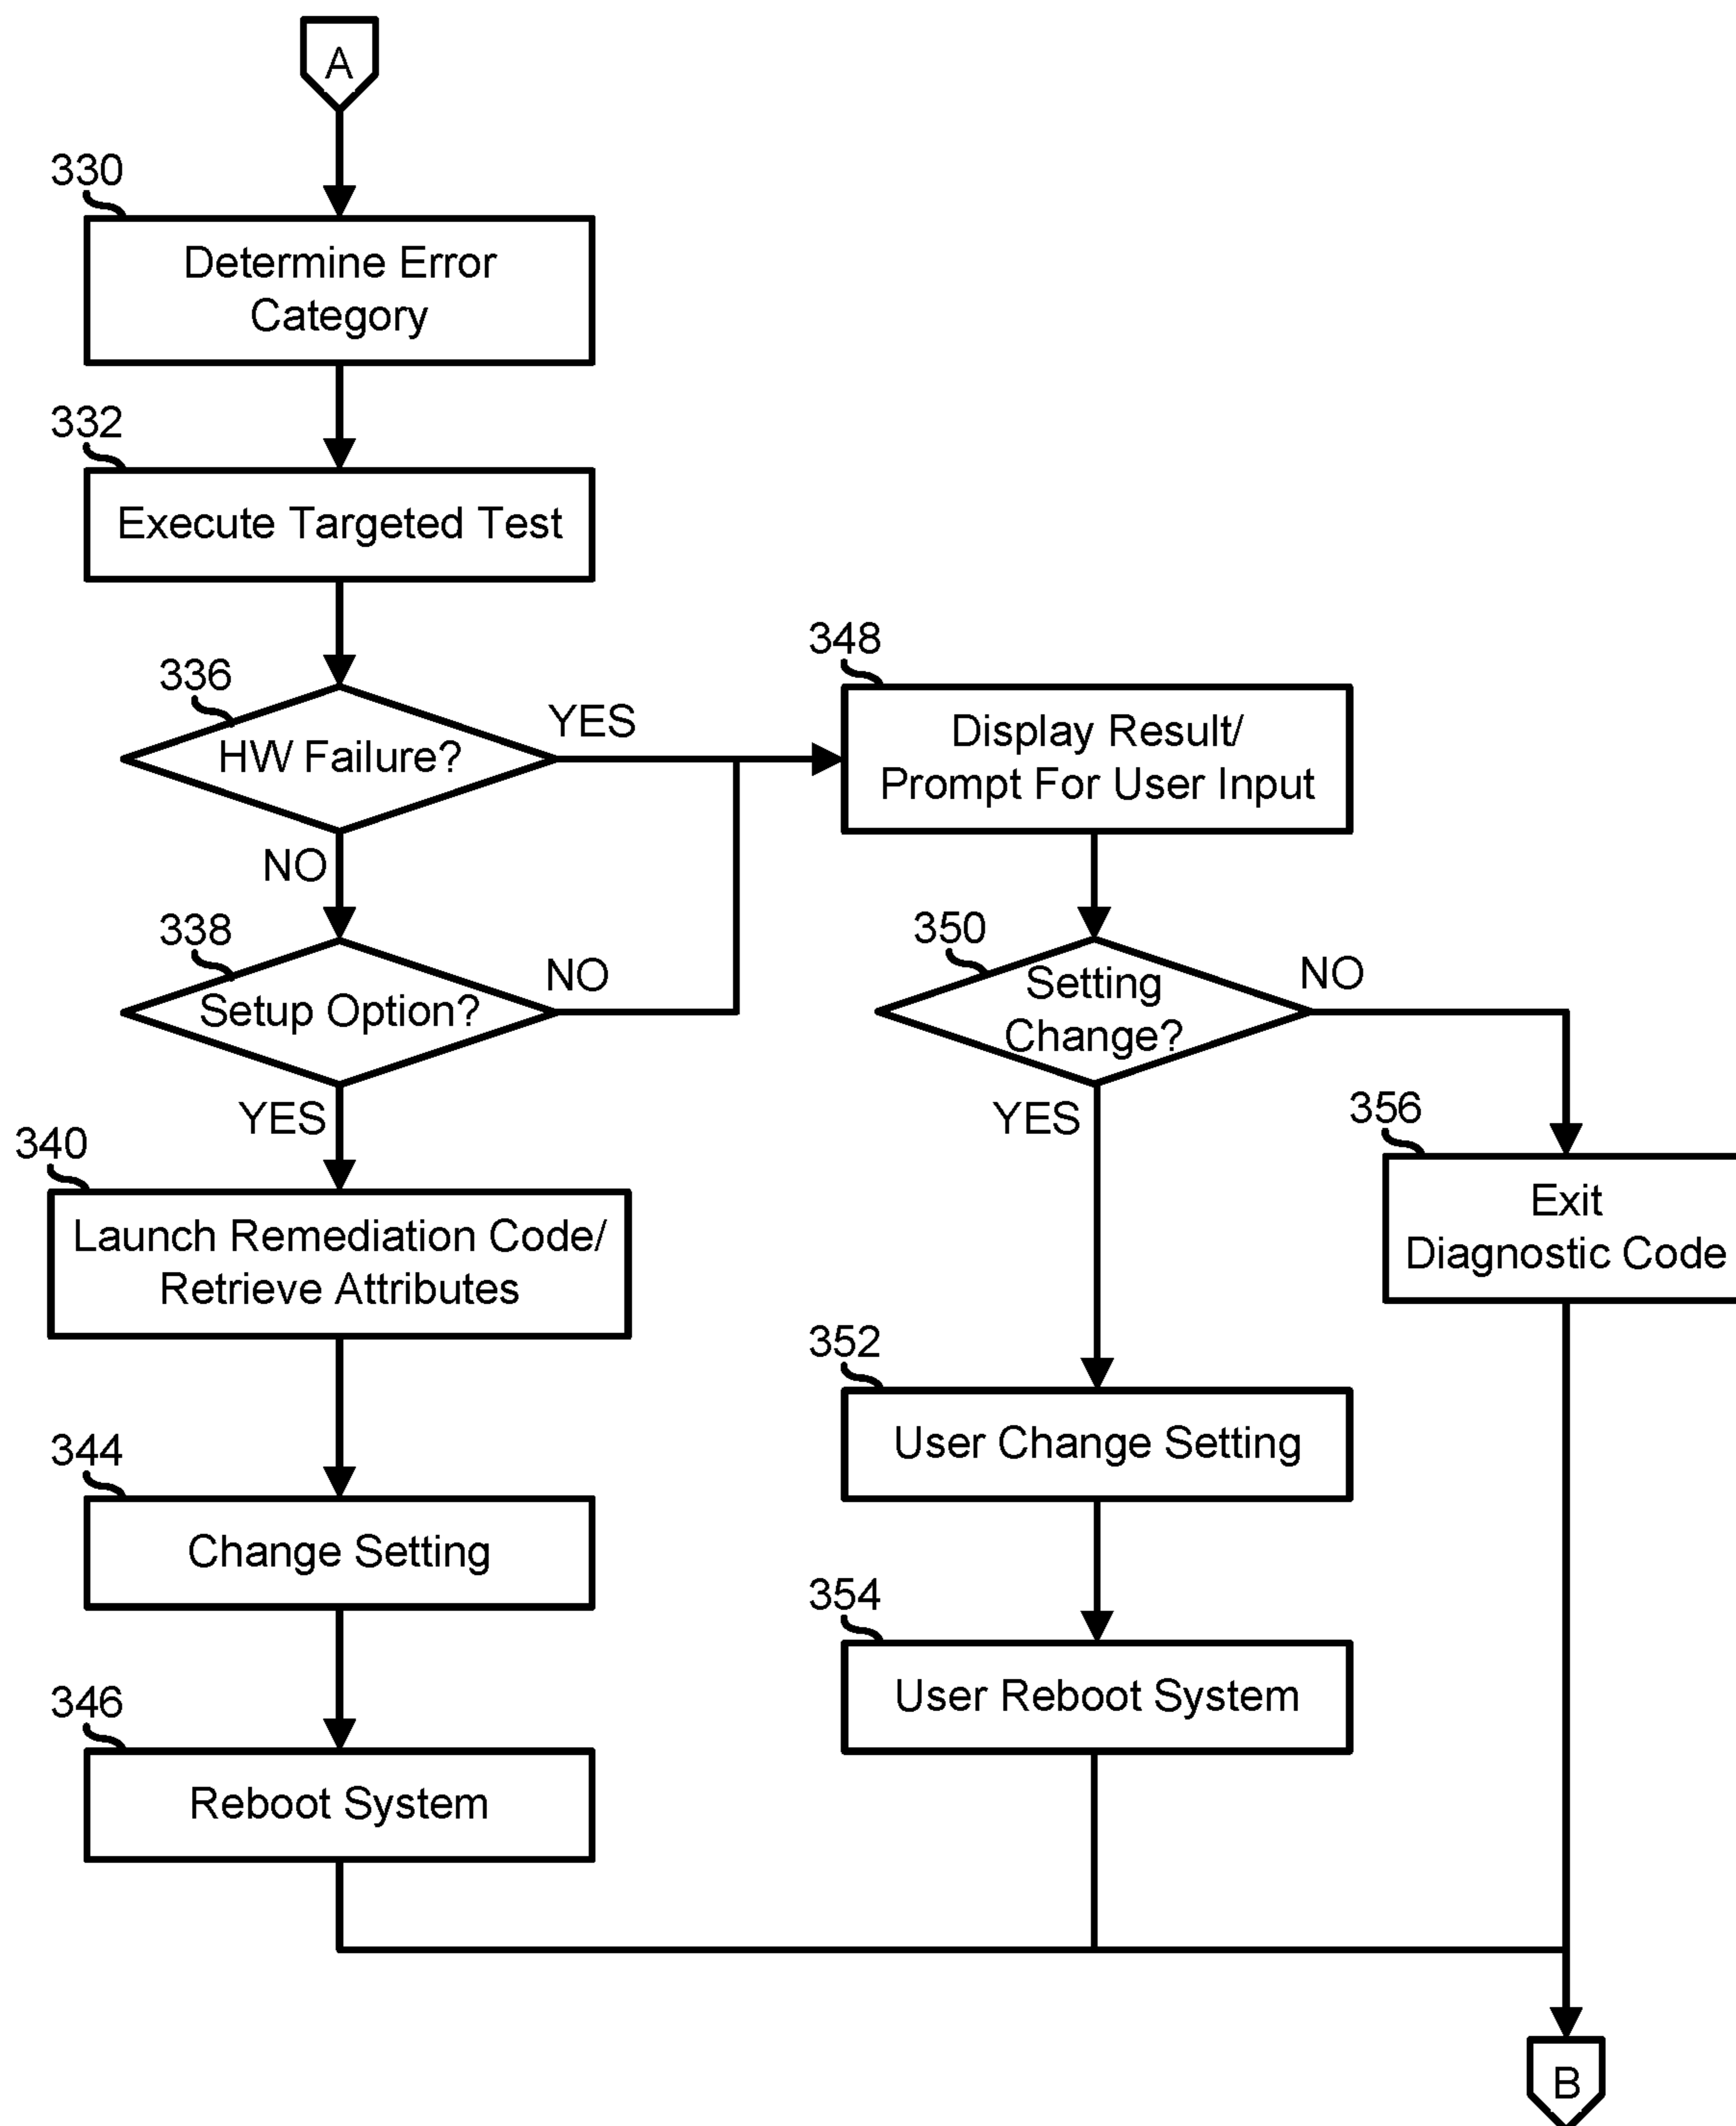 A
330
Determine Error
Category
332
Execute Targeted Test
336
HW Failure?
YES
NO
338
Setup Option?
NO
YES
340
Launch Remediation Code/
Retrieve Attributes
344
Change Setting
346
Reboot System
348
Display Result/
Prompt For User Input
350
Setting
Change?
NO
YES
352
User Change Setting
354
User Reboot System
356
Exit
Diagnostic Code
B